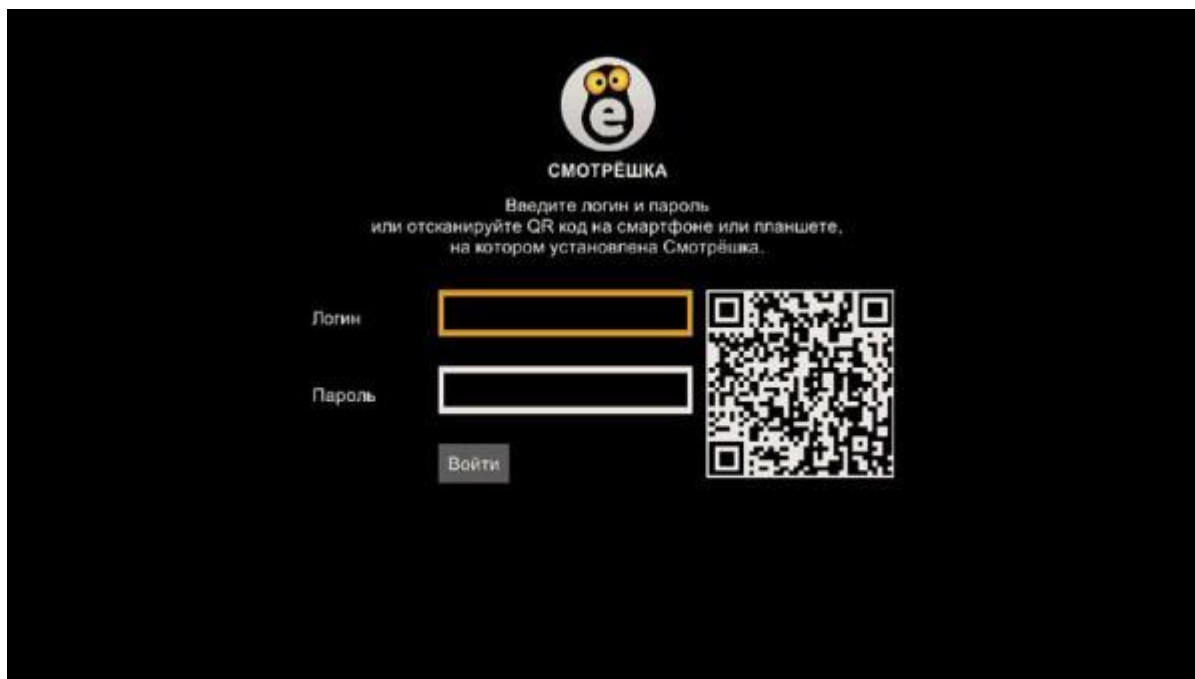 e
СМОТРЁШКА
Введите логин и пароль
или отсканируйте QR код на смартфоне или планшете,
на котором установлена Смотрёшка.
Логин
Пароль
Войти